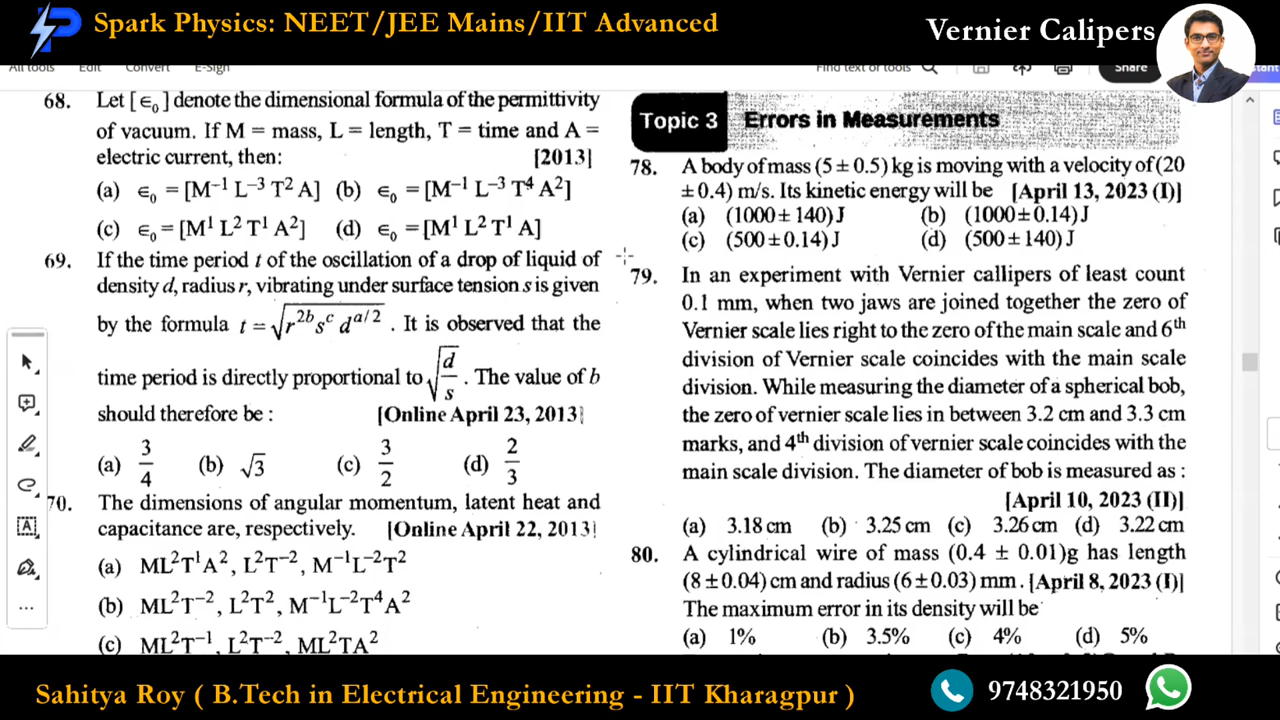 Spark Physics: NEET/JEE Mains/IIT Advanced
Vernier Calipers
All tools Edit Convert E-Sign
Find text or tools
Share
68. Let [∈₀] denote the dimensional formula of the permittivity
of vacuum. If M = mass, L = length, T = time and A =
electric current, then: [2013]
(a) ∈₀ = [M⁻¹ L⁻³ T² A] (b) ∈₀ = [M⁻¹ L⁻³ T⁴ A²]
(c) ∈₀ = [M¹ L² T¹ A²] (d) ∈₀ = [M¹ L² T¹ A]
69. If the time period t of the oscillation of a drop of liquid of
density d, radius r, vibrating under surface tension s is given
by the formula t = √(r²ᵇ sᶜ d^(a/2)) . It is observed that the
time period is directly proportional to √(d/s) . The value of b
should therefore be : [Online April 23, 2013]
(a) 3/4 (b) √3 (c) 3/2 (d) 2/3
70. The dimensions of angular momentum, latent heat and
capacitance are, respectively. [Online April 22, 2013]
(a) ML²T¹A², L²T⁻², M⁻¹L⁻²T²
(b) ML²T⁻², L²T², M⁻¹L⁻²T⁴A²
(c) ML²T⁻¹, L²T⁻², ML²TA²
Topic 3 Errors in Measurements
78. A body of mass (5 ± 0.5) kg is moving with a velocity of (20
± 0.4) m/s. Its kinetic energy will be [April 13, 2023 (I)]
(a) (1000 ± 140) J (b) (1000 ± 0.14) J
(c) (500 ± 0.14) J (d) (500 ± 140) J
79. In an experiment with Vernier callipers of least count
0.1 mm, when two jaws are joined together the zero of
Vernier scale lies right to the zero of the main scale and 6th
division of Vernier scale coincides with the main scale
division. While measuring the diameter of a spherical bob,
the zero of vernier scale lies in between 3.2 cm and 3.3 cm
marks, and 4th division of vernier scale coincides with the
main scale division. The diameter of bob is measured as :
[April 10, 2023 (II)]
(a) 3.18 cm (b) 3.25 cm (c) 3.26 cm (d) 3.22 cm
80. A cylindrical wire of mass (0.4 ± 0.01)g has length
(8 ± 0.04) cm and radius (6 ± 0.03) mm. [April 8, 2023 (I)]
The maximum error in its density will be
(a) 1% (b) 3.5% (c) 4% (d) 5%
Sahitya Roy ( B.Tech in Electrical Engineering - IIT Kharagpur )
9748321950